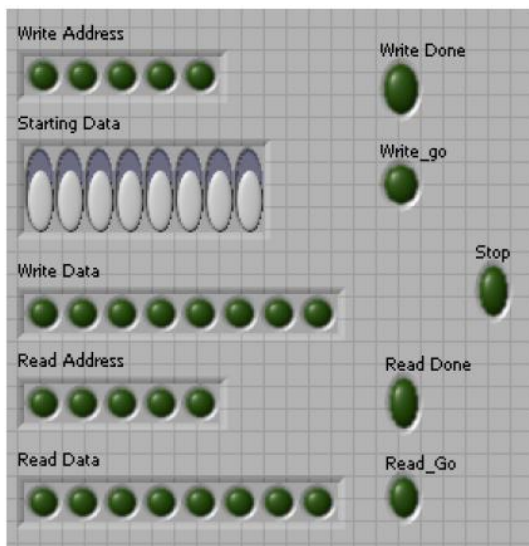 Write Address
Write Done
Starting Data
Write_go
Stop
Write Data
Read Address
Read Done
Read Data
Read_Go